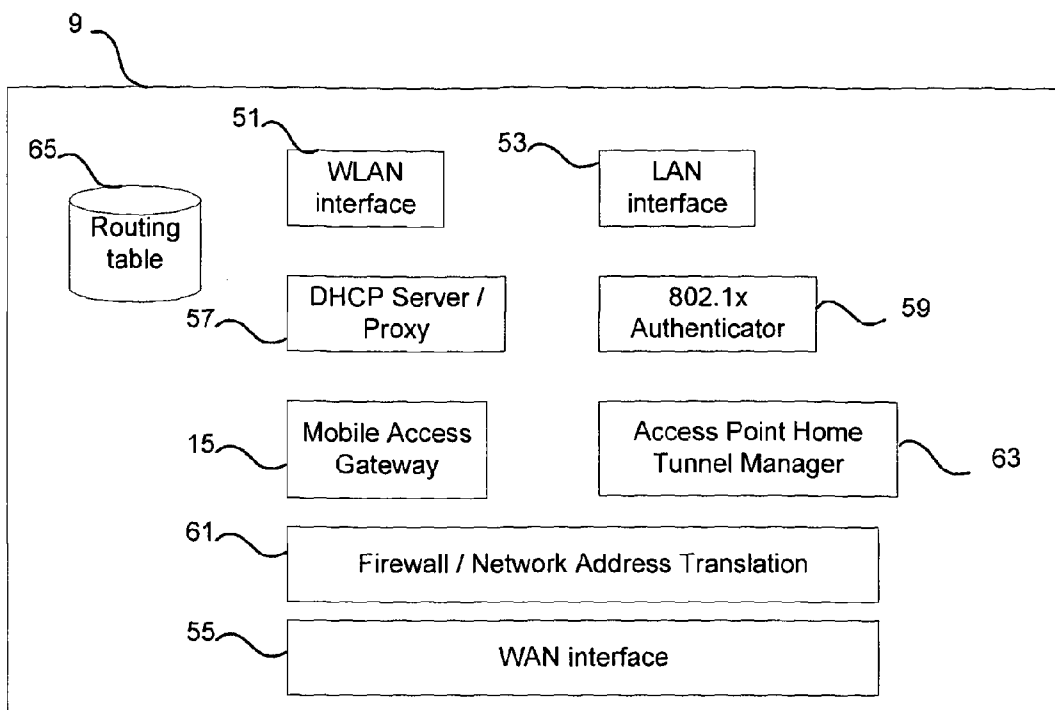 9
51
53
65
WLAN
interface
LAN
interface
Routing
table
57
DHCP Server /
Proxy
802.1x
Authenticator
59
15
Mobile Access
Gateway
Access Point Home
Tunnel Manager
63
61
Firewall / Network Address Translation
55
WAN interface